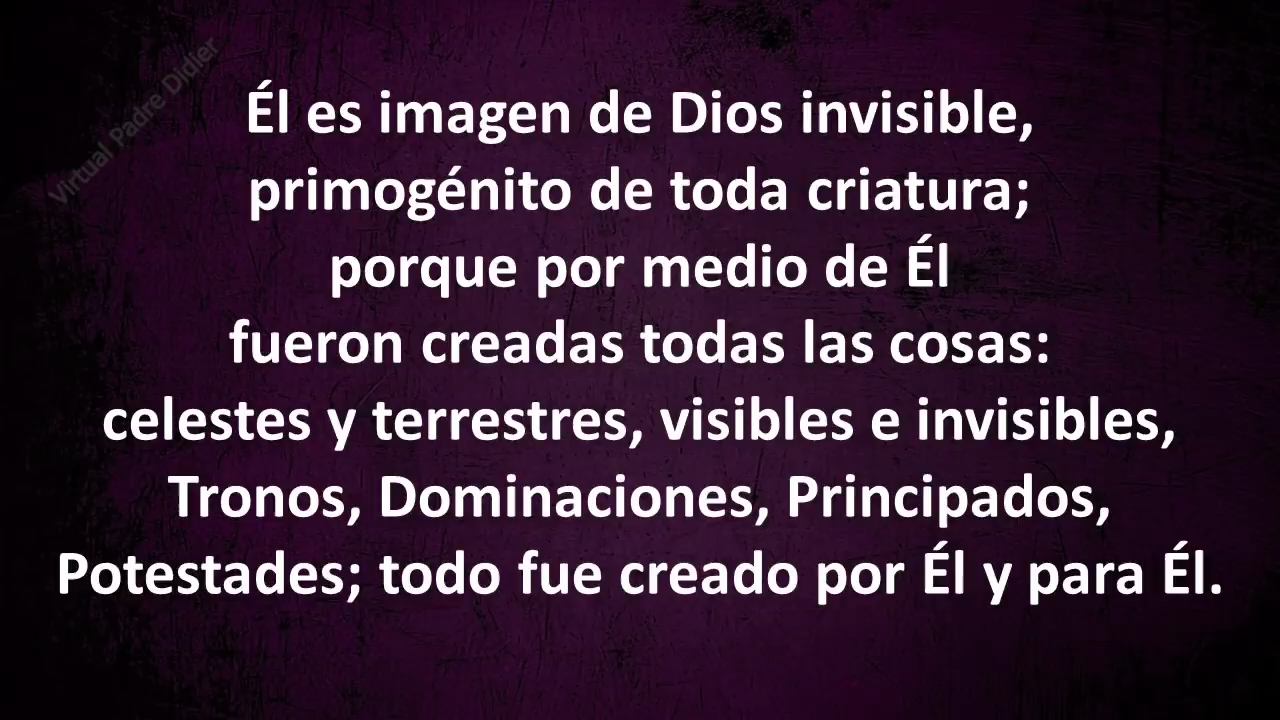 Virtual Padre Didier
Él es imagen de Dios invisible,
primogénito de toda criatura;
porque por medio de Él
fueron creadas todas las cosas:
celestes y terrestres, visibles e invisibles,
Tronos, Dominaciones, Principados,
Potestades; todo fue creado por Él y para Él.